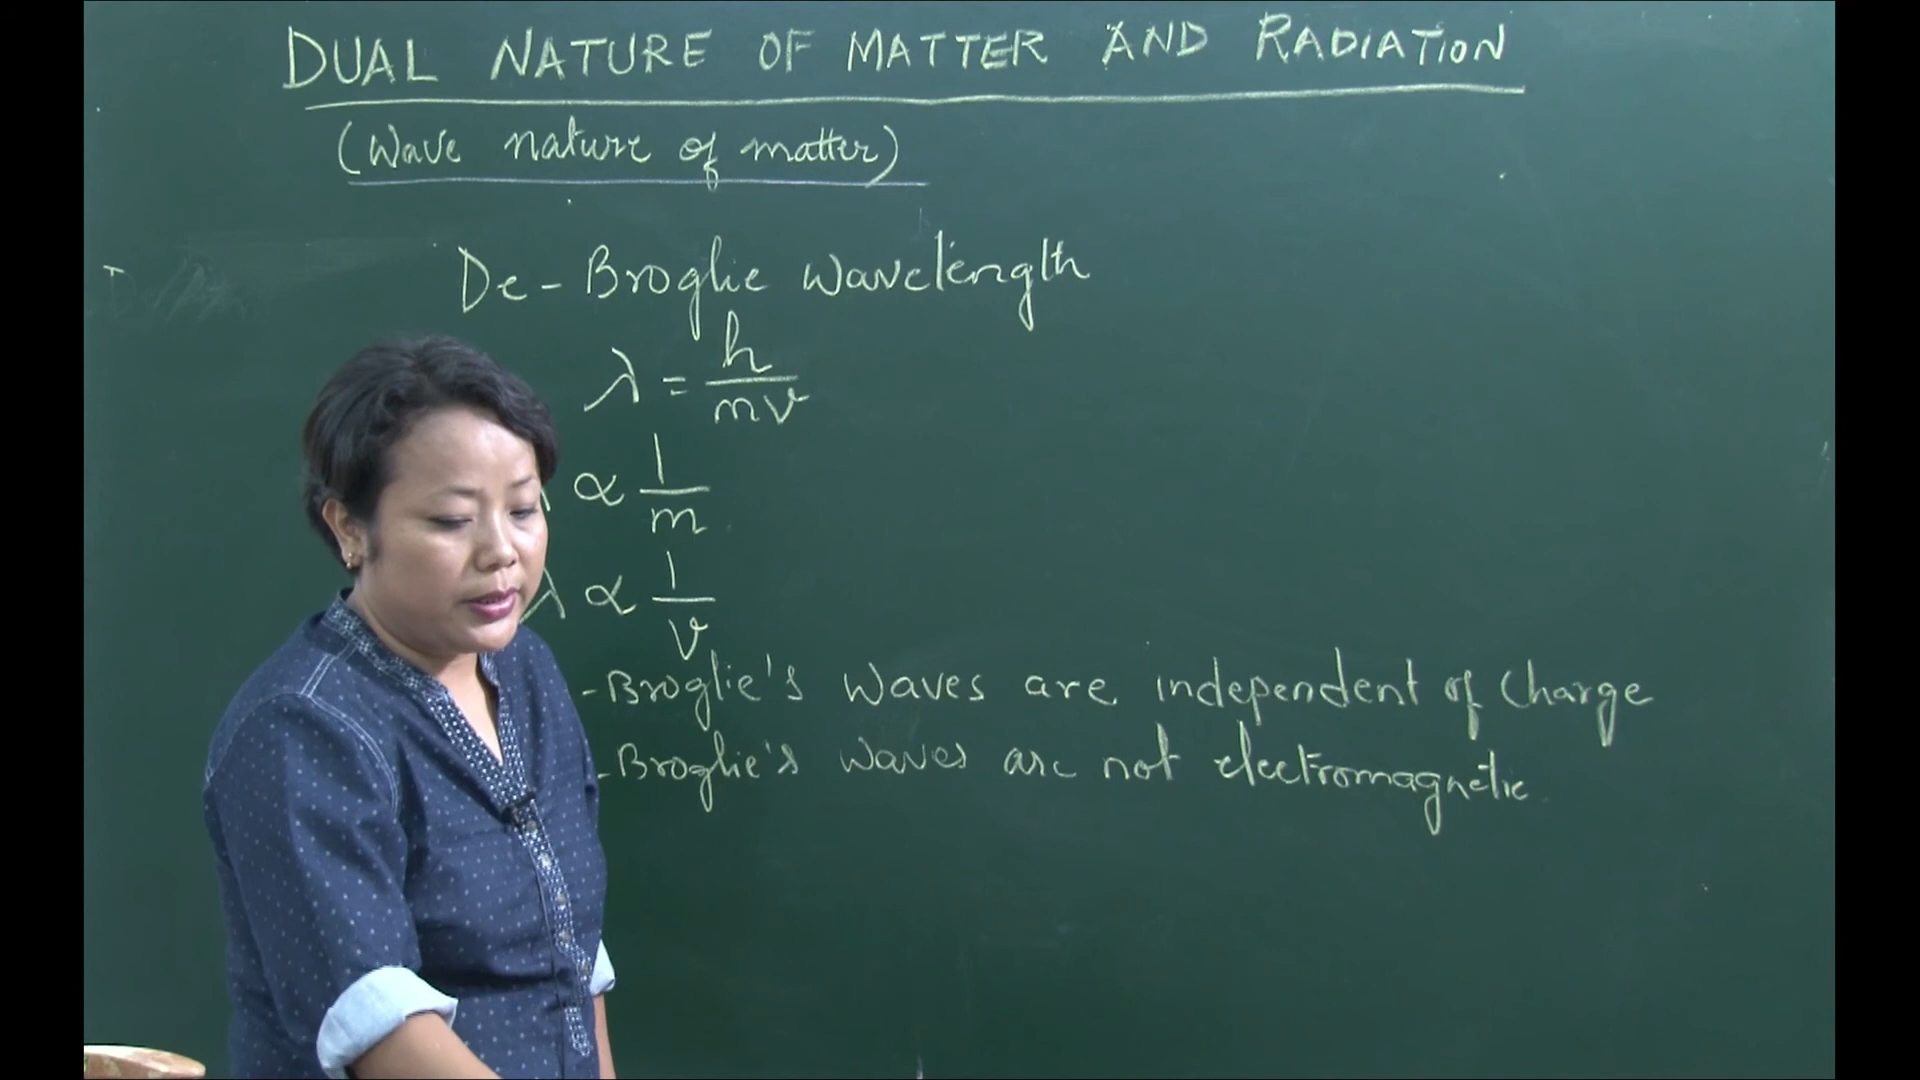 DUAL NATURE OF MATTER AND RADIATION
(Wave nature of matter)
De-Broglie wavelength
λ = h/mv
λ ∝ 1/m
λ ∝ 1/v
-Broglie's waves are independent of charge
-Broglie's waves are not electromagnetic